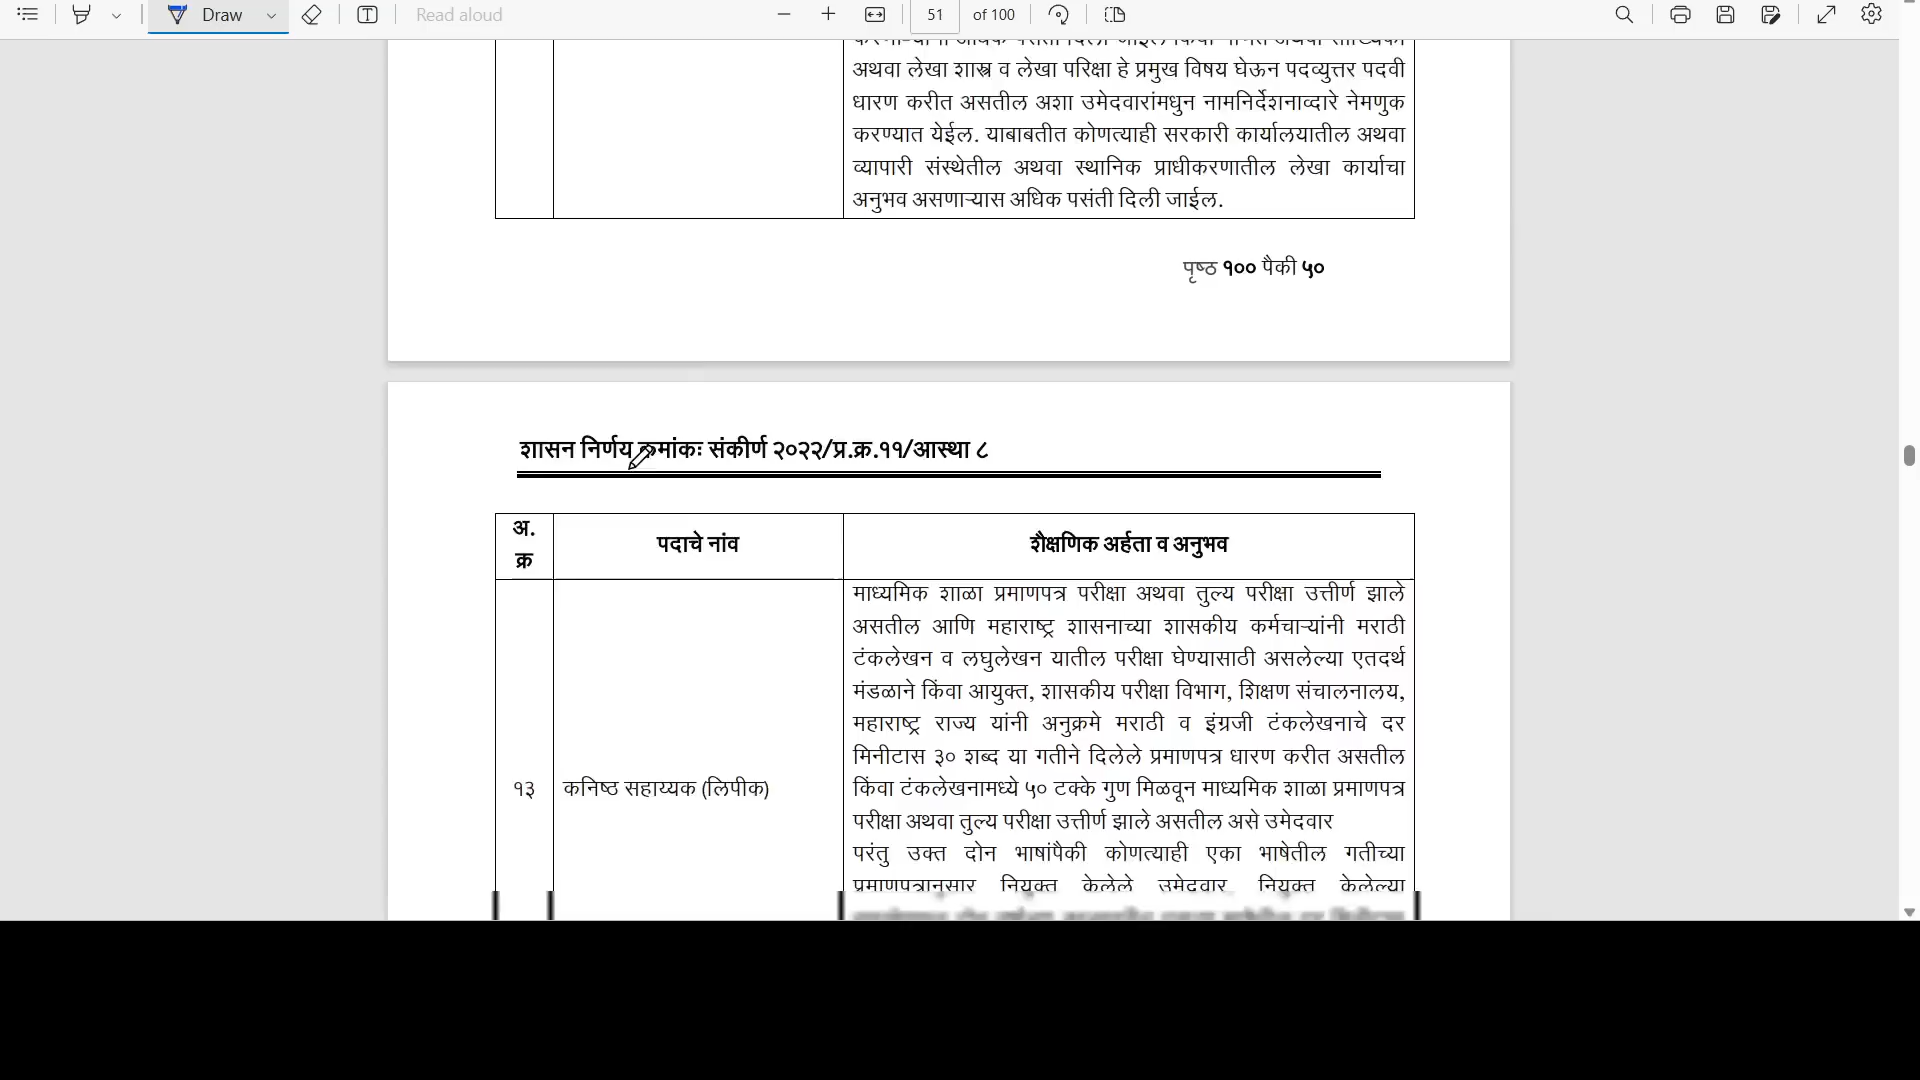 Draw
Read aloud
51
of 100
अथवा लेखा शास्त्र व लेखा परिक्षा हे प्रमुख विषय घेऊन पदव्युत्तर पदवी
धारण करीत असतील अशा उमेदवारांमधुन नामनिर्देशनाव्दारे नेमणुक
करण्यात येईल. याबाबतीत कोणत्याही सरकारी कार्यालयातील अथवा
व्यापारी संस्थेतील अथवा स्थानिक प्राधीकरणातील लेखा कार्याचा
अनुभव असणाऱ्यास अधिक पसंती दिली जाईल.
पृष्ठ १०० पैकी ५०
शासन निर्णय क्रमांकः संकीर्ण २०२२/प्र.क्र.११/आस्था ८
अ.
क्र
पदाचे नांव
शैक्षणिक अर्हता व अनुभव
१३
कनिष्ठ सहाय्यक (लिपीक)
माध्यमिक शाळा प्रमाणपत्र परीक्षा अथवा तुल्य परीक्षा उत्तीर्ण झाले
असतील आणि महाराष्ट्र शासनाच्या शासकीय कर्मचाऱ्यांनी मराठी
टंकलेखन व लघुलेखन यातील परीक्षा घेण्यासाठी असलेल्या एतदर्थ
मंडळाने किंवा आयुक्त, शासकीय परीक्षा विभाग, शिक्षण संचालनालय,
महाराष्ट्र राज्य यांनी अनुक्रमे मराठी व इंग्रजी टंकलेखनाचे दर
मिनीटास ३० शब्द या गतीने दिलेले प्रमाणपत्र धारण करीत असतील
किंवा टंकलेखनामध्ये ५० टक्के गुण मिळवून माध्यमिक शाळा प्रमाणपत्र
परीक्षा अथवा तुल्य परीक्षा उत्तीर्ण झाले असतील असे उमेदवार
परंतु उक्त दोन भाषांपैकी कोणत्याही एका भाषेतील गतीच्या
प्रमाणपत्रानुसार नियुक्त केलेले उमेदवार नियुक्त केलेल्या